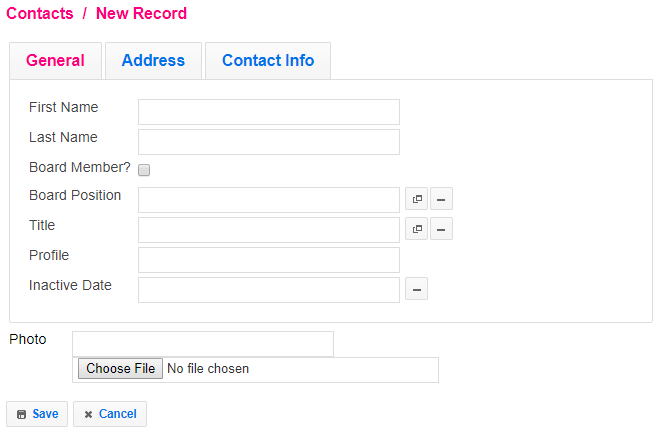 Contacts / New Record
General Address Contact Info
First Name
Last Name
Board Member?
Board Position
Title
Profile
Inactive Date
Photo
Choose File No file chosen
Save Cancel